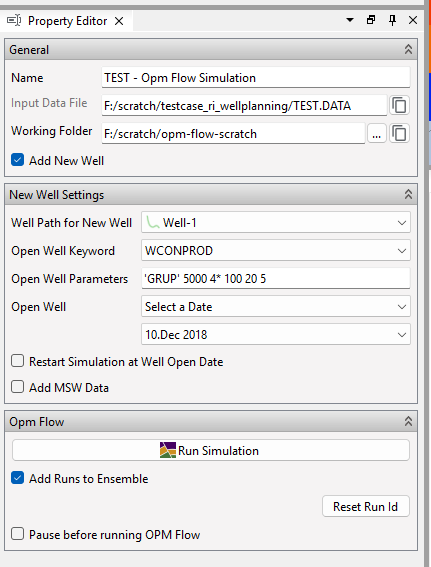 Property Editor
General
Name TEST - Opm Flow Simulation
Input Data File F:/scratch/testcase_ri_wellplanning/TEST.DATA
Working Folder F:/scratch/opm-flow-scratch ...
Add New Well
New Well Settings
Well Path for New Well Well-1
Open Well Keyword WCONPROD
Open Well Parameters 'GRUP' 5000 4* 100 20 5
Open Well Select a Date
10.Dec 2018
Restart Simulation at Well Open Date
Add MSW Data
Opm Flow
Run Simulation
Add Runs to Ensemble
Reset Run Id
Pause before running OPM Flow